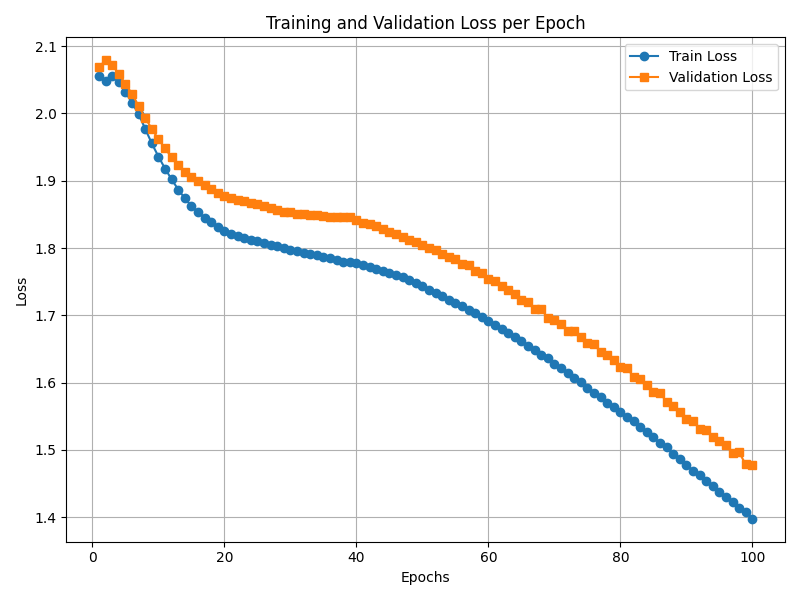 Training and Validation Loss per Epoch
Train Loss
Validation Loss
2.1
2.0
1.9
1.8
1.7
1.6
1.5
1.4
Loss
0 20 40 60 80 100
Epochs